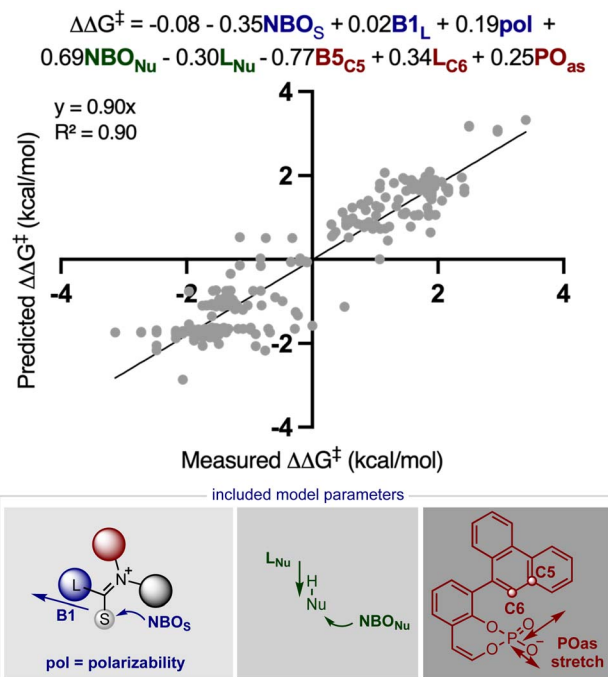 ΔΔG‡ = -0.08 - 0.35NBOS + 0.02B1L + 0.19pol +
0.69NBONu - 0.30LNu - 0.77B5C5 + 0.34LC6 + 0.25POas
y = 0.90x
R² = 0.90
Predicted ΔΔG‡ (kcal/mol)
4
2
-4
-2
2
4
-2
-4
Measured ΔΔG‡ (kcal/mol)
included model parameters
L
N+
B1
S
NBOS
pol = polarizability
LNu
H
Nu
NBONu
C5
C6
O
P
O
O
O−
POas
stretch